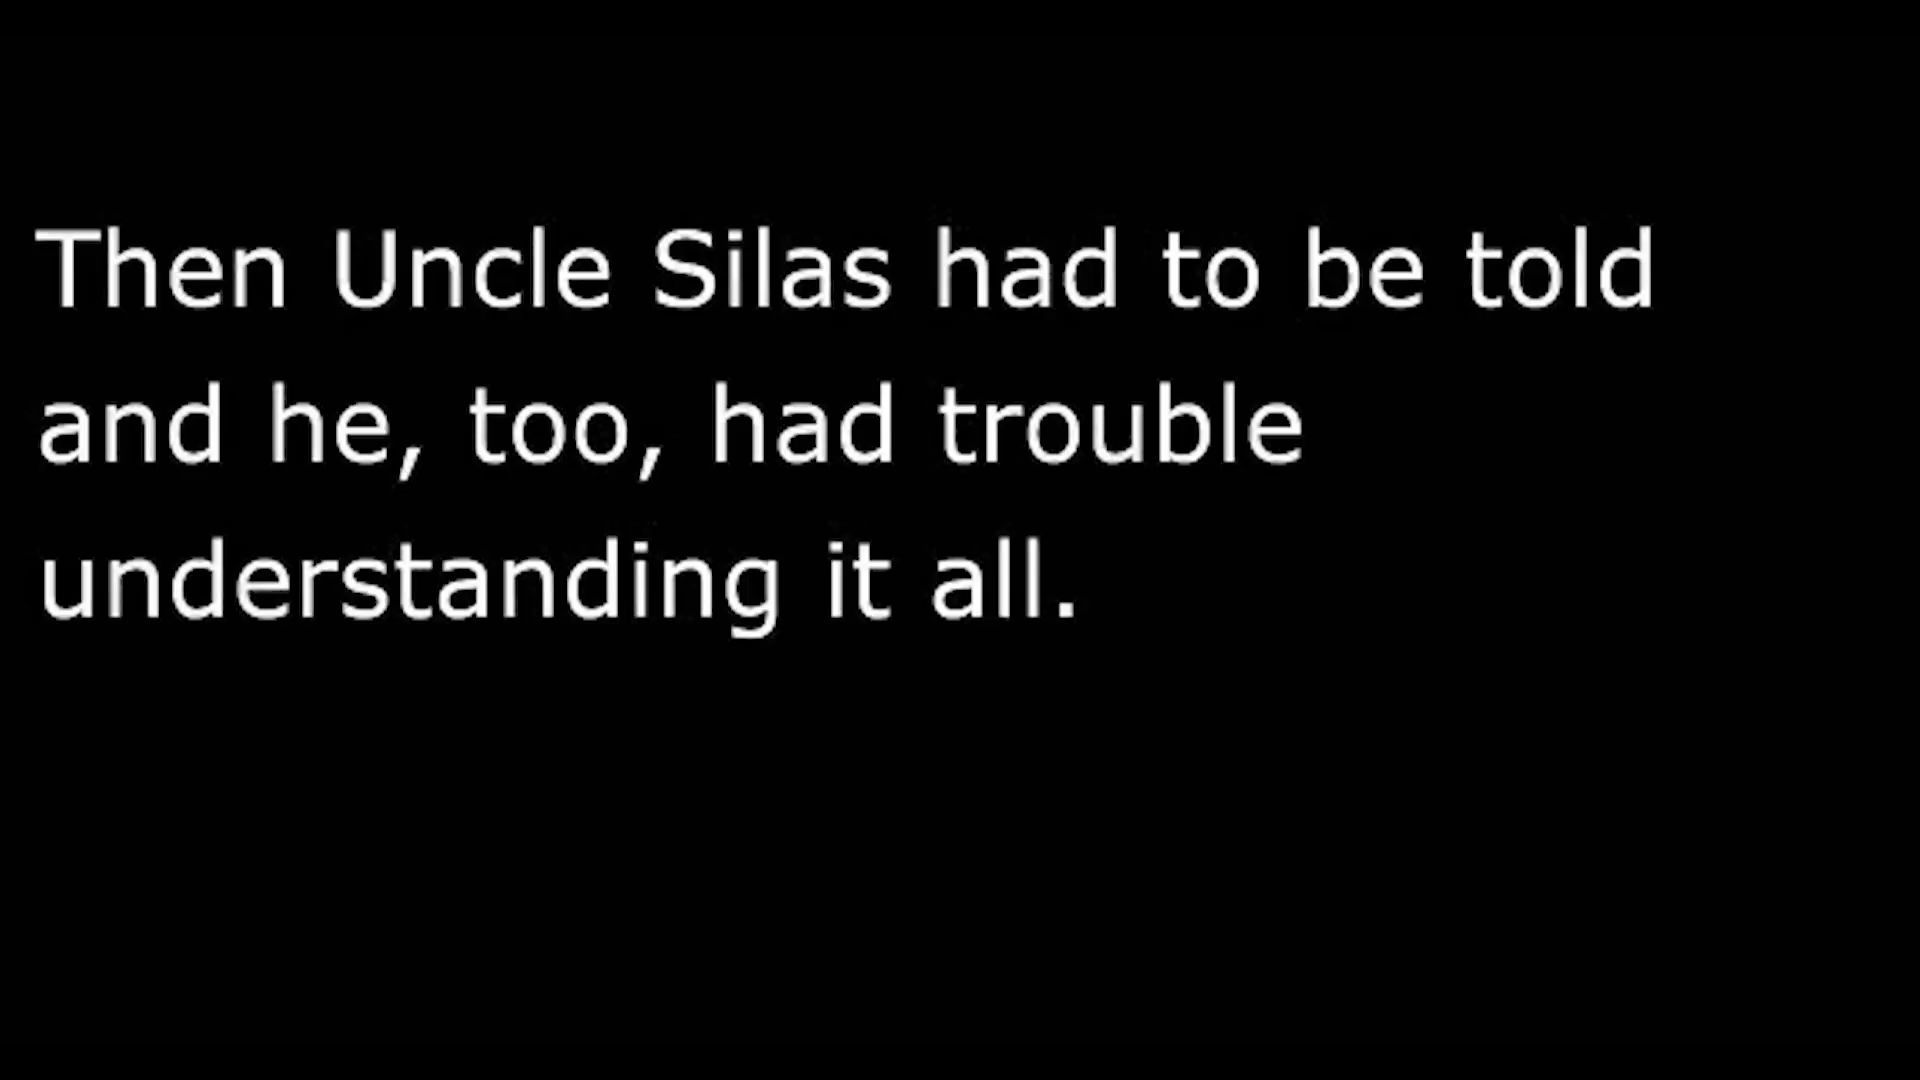 Then Uncle Silas had to be told
and he, too, had trouble
understanding it all.